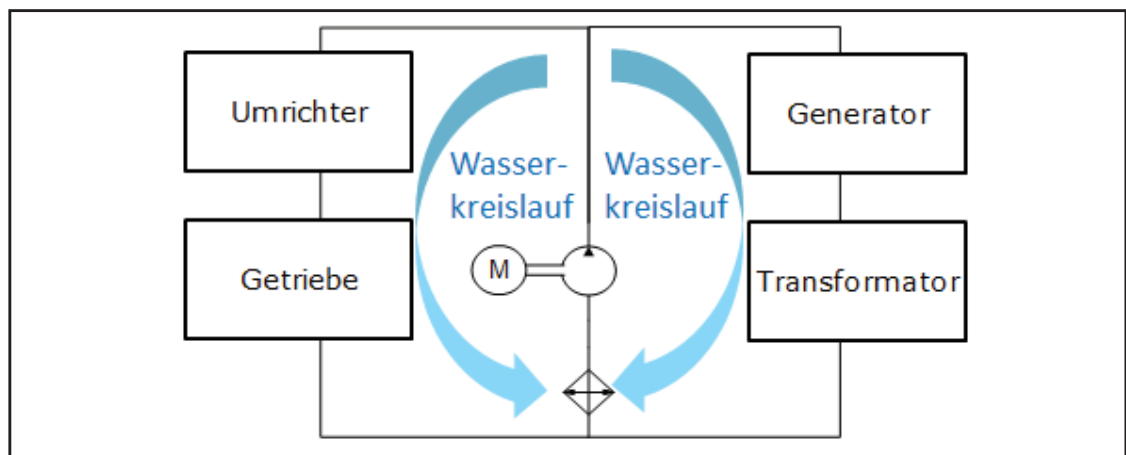 Umrichter
Generator
Wasser-
kreislauf
Wasser-
kreislauf
Getriebe
M
Transformator